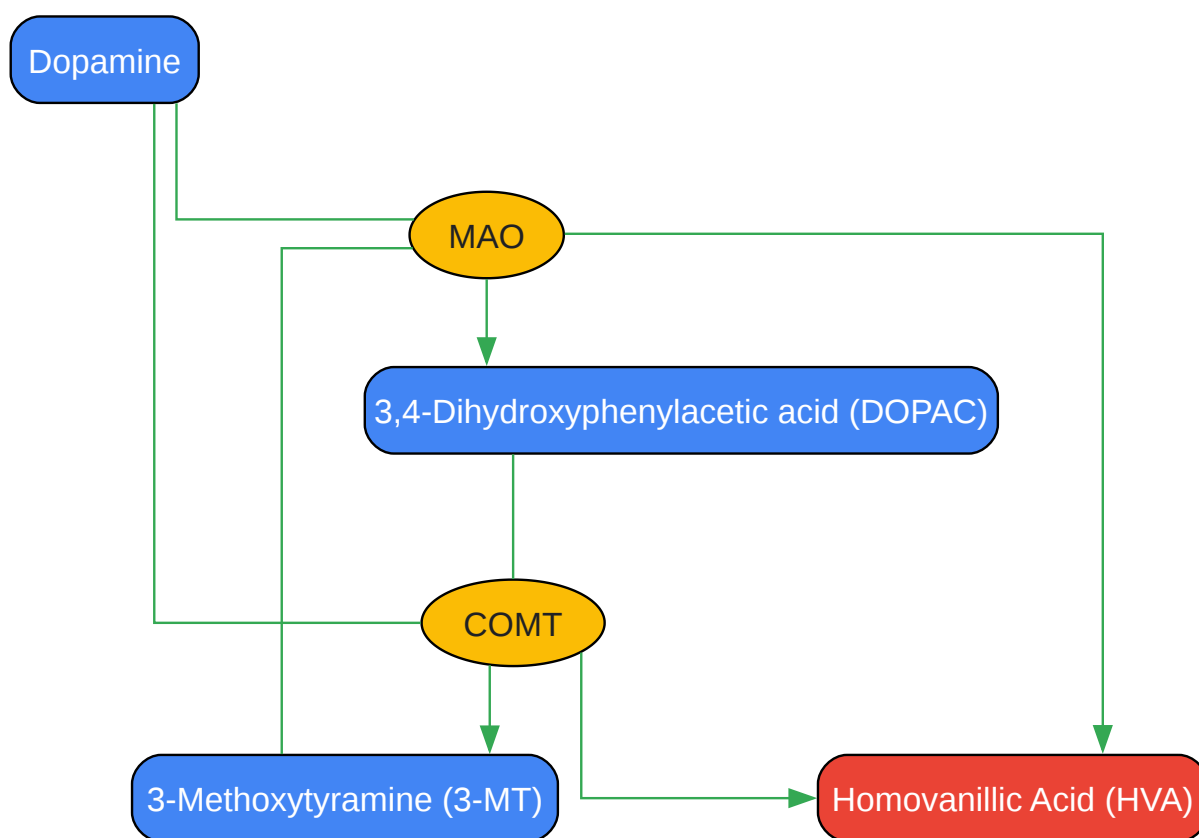 Dopamine
MAO
3,4-Dihydroxyphenylacetic acid (DOPAC)
COMT
3-Methoxytyramine (3-MT)
Homovanillic Acid (HVA)